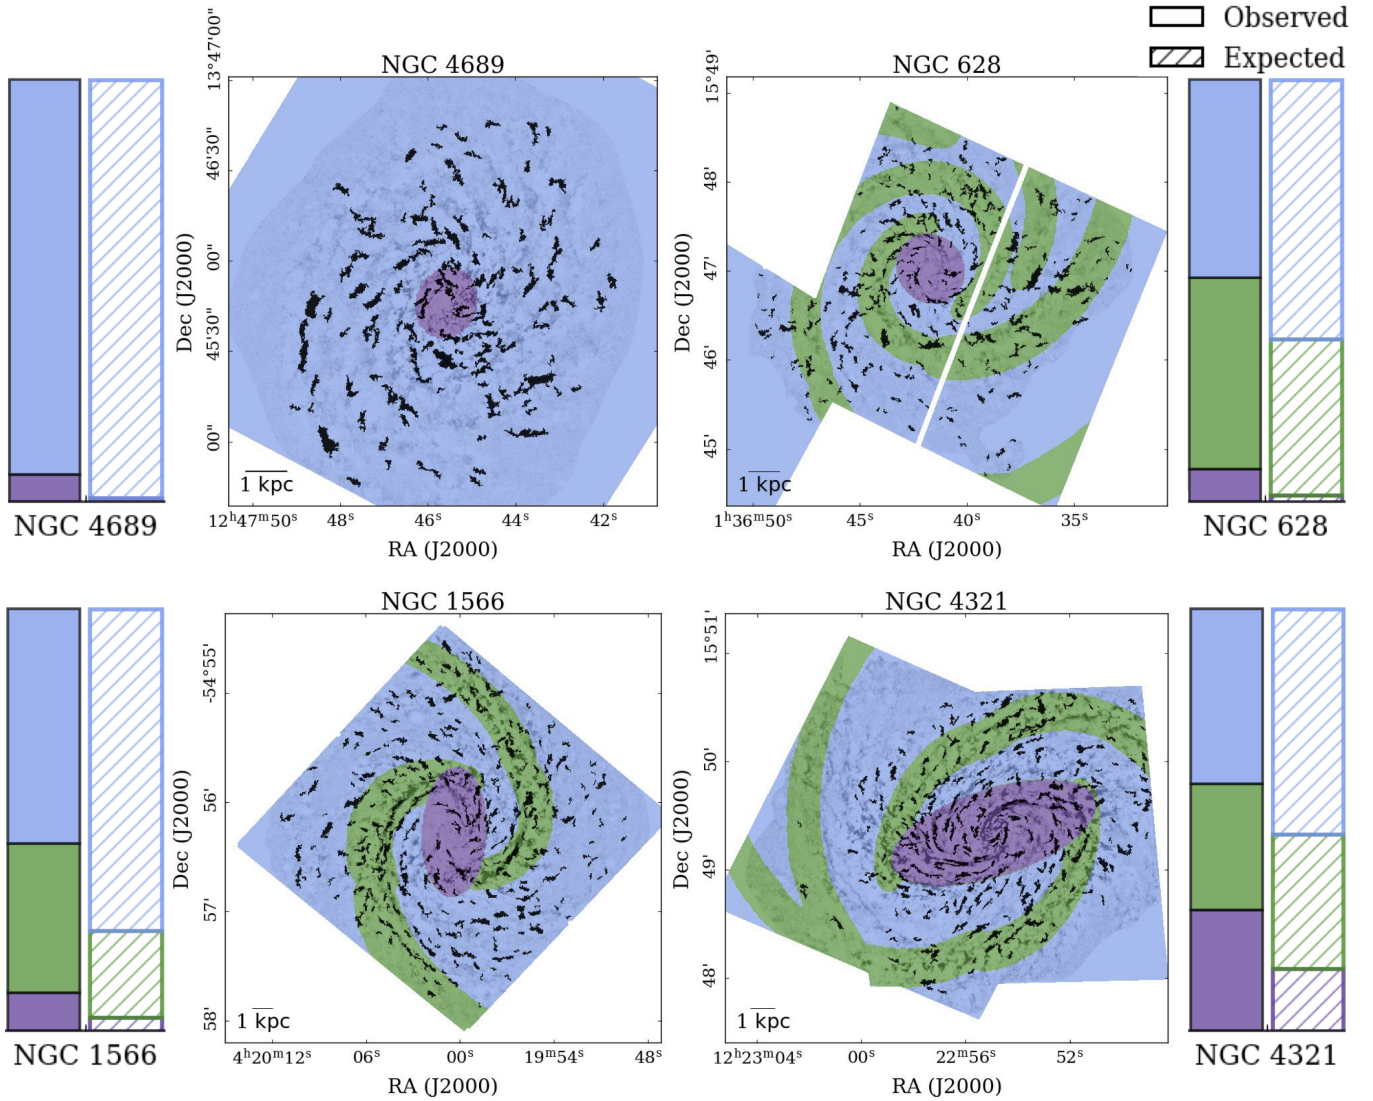 Observed
Expected
NGC 4689
13°47'00"
46'30"
00"
45'30"
00"
Dec (J2000)
1 kpc
12ʰ47ᵐ50ˢ
48ˢ
46ˢ
44ˢ
42ˢ
RA (J2000)
NGC 4689
NGC 628
15°49'
48'
47'
46'
45'
Dec (J2000)
1 kpc
1ʰ36ᵐ50ˢ
45ˢ
40ˢ
35ˢ
RA (J2000)
NGC 628
NGC 1566
-54°55'
56'
57'
58'
Dec (J2000)
1 kpc
4ʰ20ᵐ12ˢ
06ˢ
00ˢ
19ᵐ54ˢ
48ˢ
RA (J2000)
NGC 1566
NGC 4321
15°51'
50'
49'
48'
Dec (J2000)
1 kpc
12ʰ23ᵐ04ˢ
00ˢ
22ᵐ56ˢ
52ˢ
RA (J2000)
NGC 4321